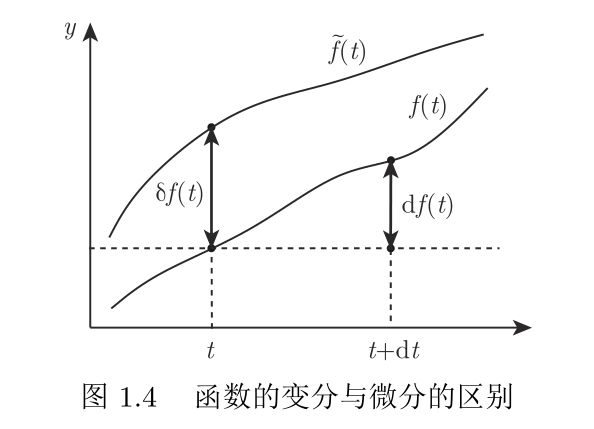 y
f̃(t)
f(t)
δf(t)
df(t)
t
t+dt
图 1.4 函数的变分与微分的区别